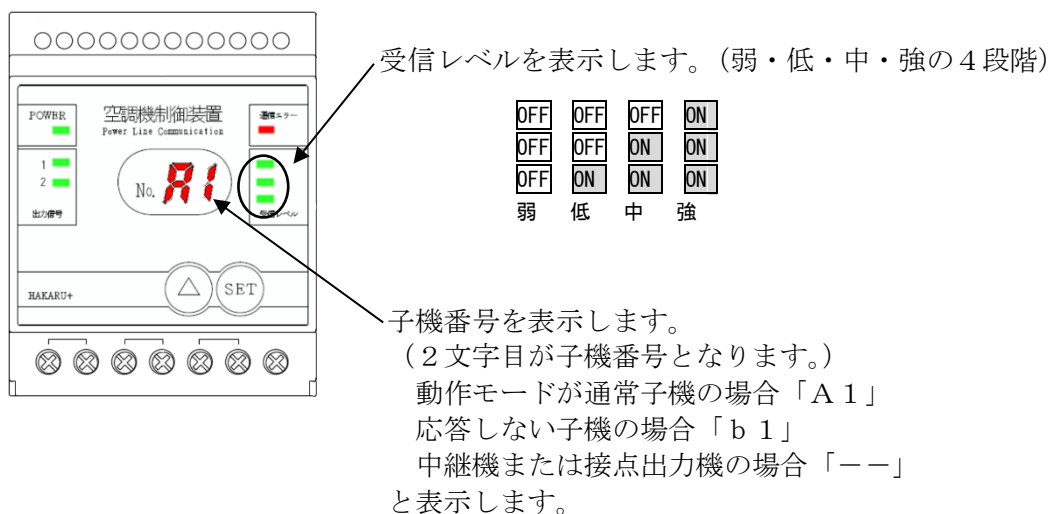 受信レベルを表示します。(弱・低・中・強の4段階)
OFF OFF OFF ON
OFF OFF ON ON
OFF ON ON ON
弱 低 中 強
POWER
空調機制御装置
Power Line Communication
通信エラー
1
2
No. A1
出力信号
受信レベル
HAKARU+
△ SET
子機番号を表示します。
(2文字目が子機番号となります。)
動作モードが通常子機の場合「A1」
応答しない子機の場合「b1」
中継機または接点出力機の場合「--」
と表示します。